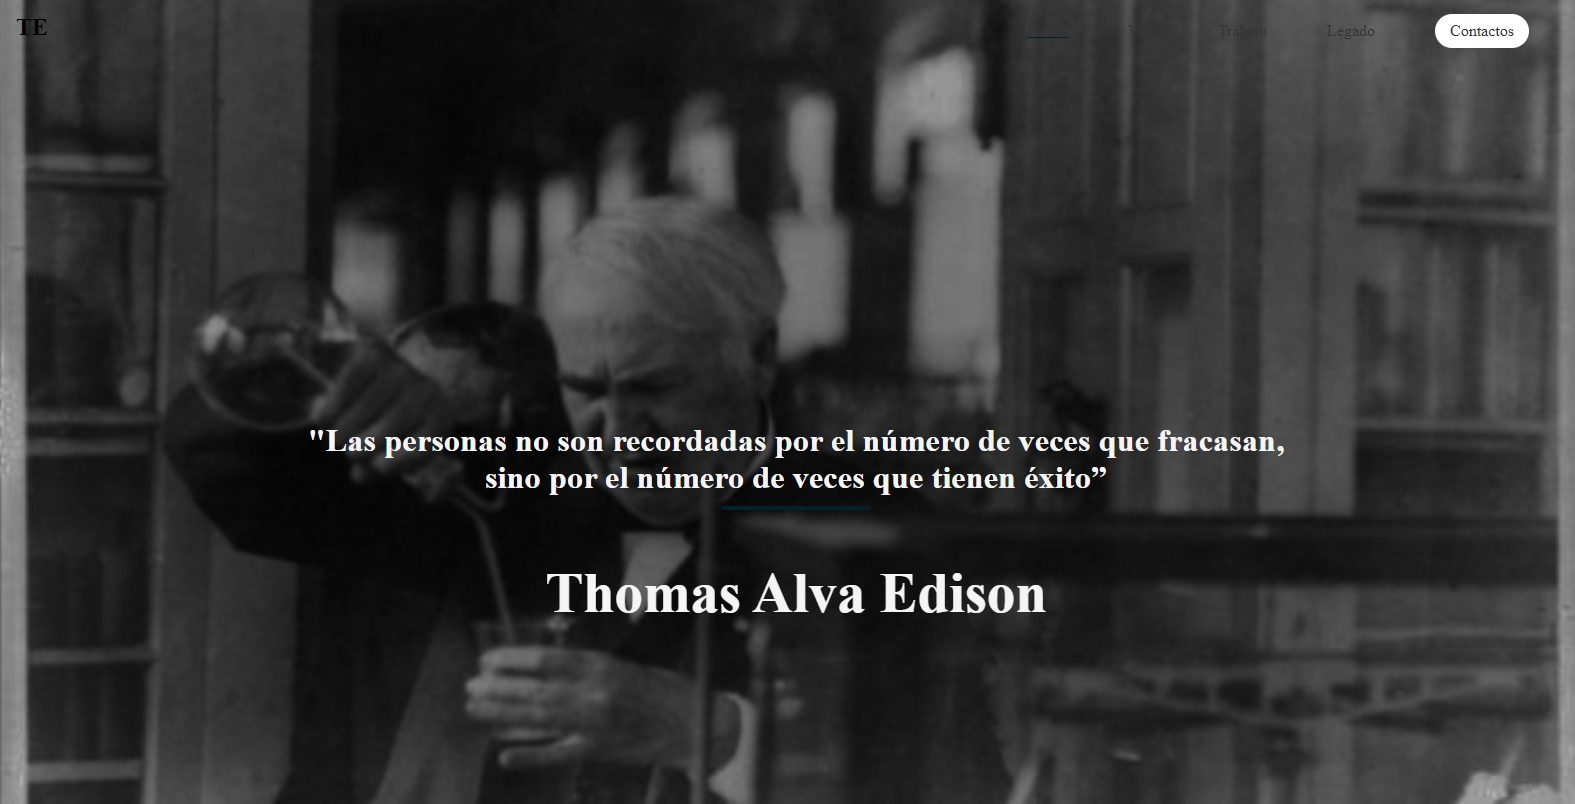 TE
Trabajo
Legado
Contactos
"Las personas no son recordadas por el número de veces que fracasan,
sino por el número de veces que tienen éxito”
Thomas Alva Edison